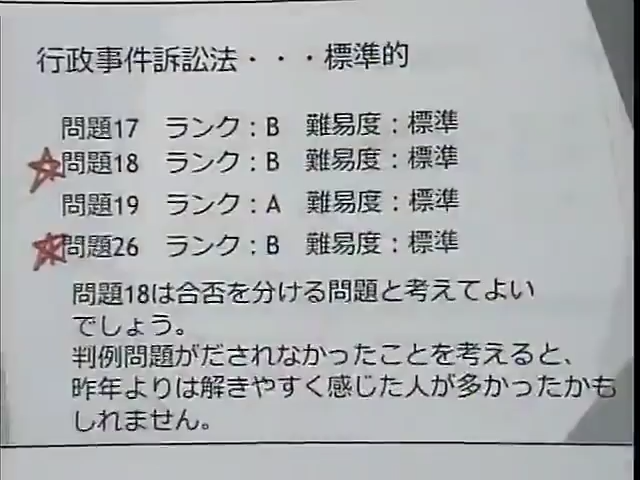 行政事件訴訟法・・・標準的
問題17　ランク：B　難易度：標準
問題18　ランク：B　難易度：標準
問題19　ランク：A　難易度：標準
問題26　ランク：B　難易度：標準
問題18は合否を分ける問題と考えてよい
でしょう。
判例問題がだされなかったことを考えると、
昨年よりは解きやすく感じた人が多かったかも
しれません。